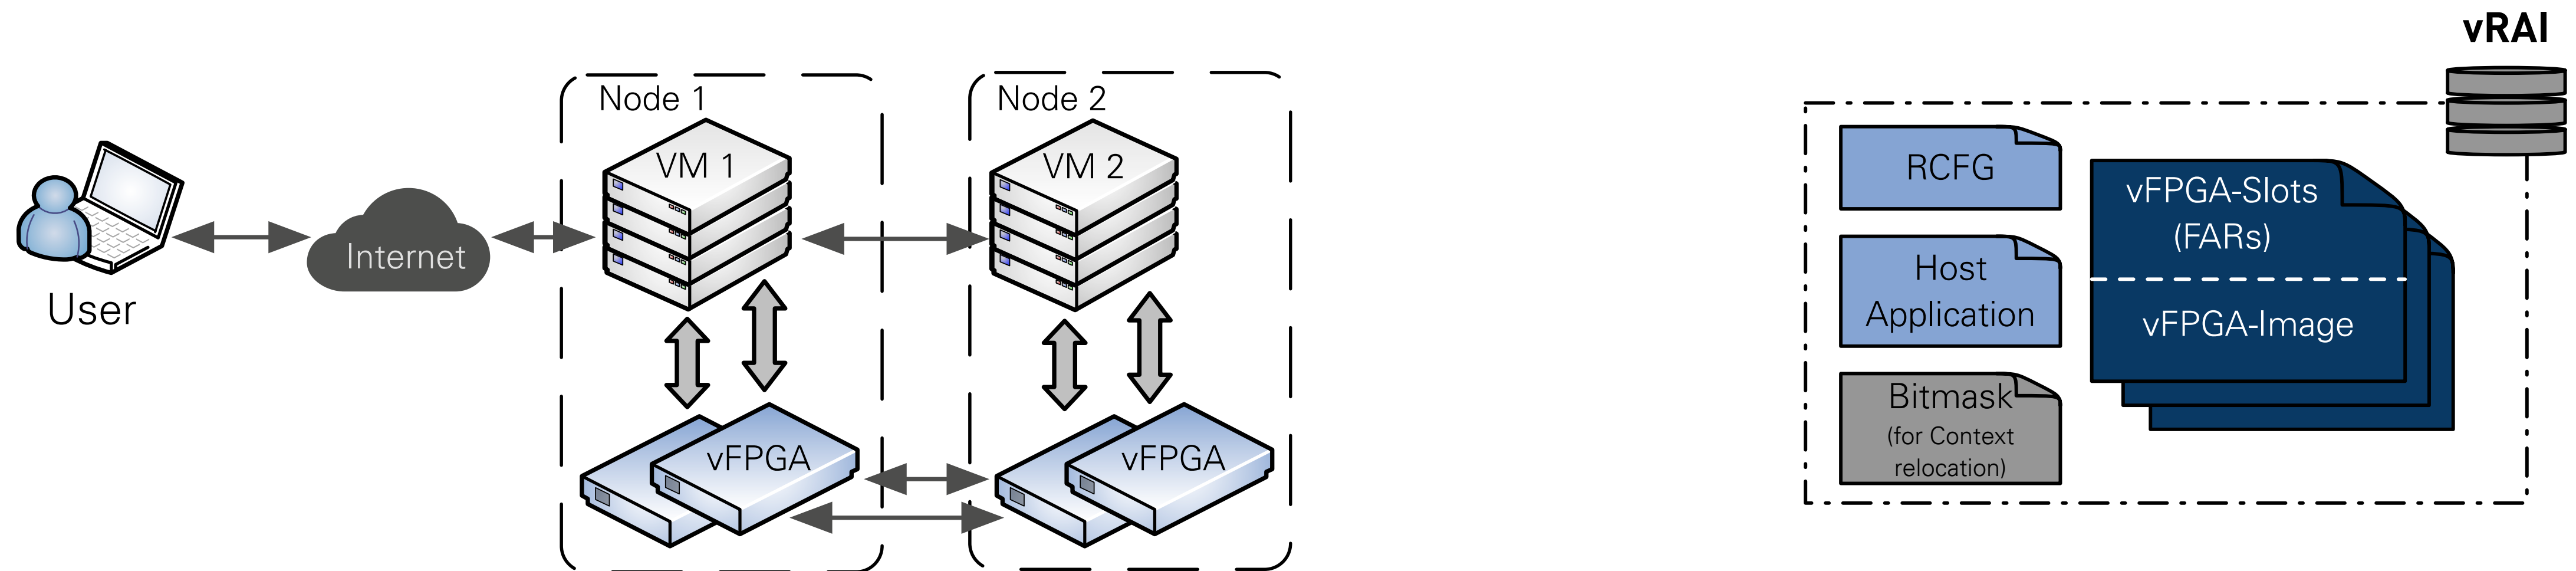 vRAI
Node 1
Node 2
VM 1
VM 2
Internet
User
vFPGA
vFPGA
RCFG
Host
Application
Bitmask
(for Context
relocation)
vFPGA-Slots
(FARs)
vFPGA-Image